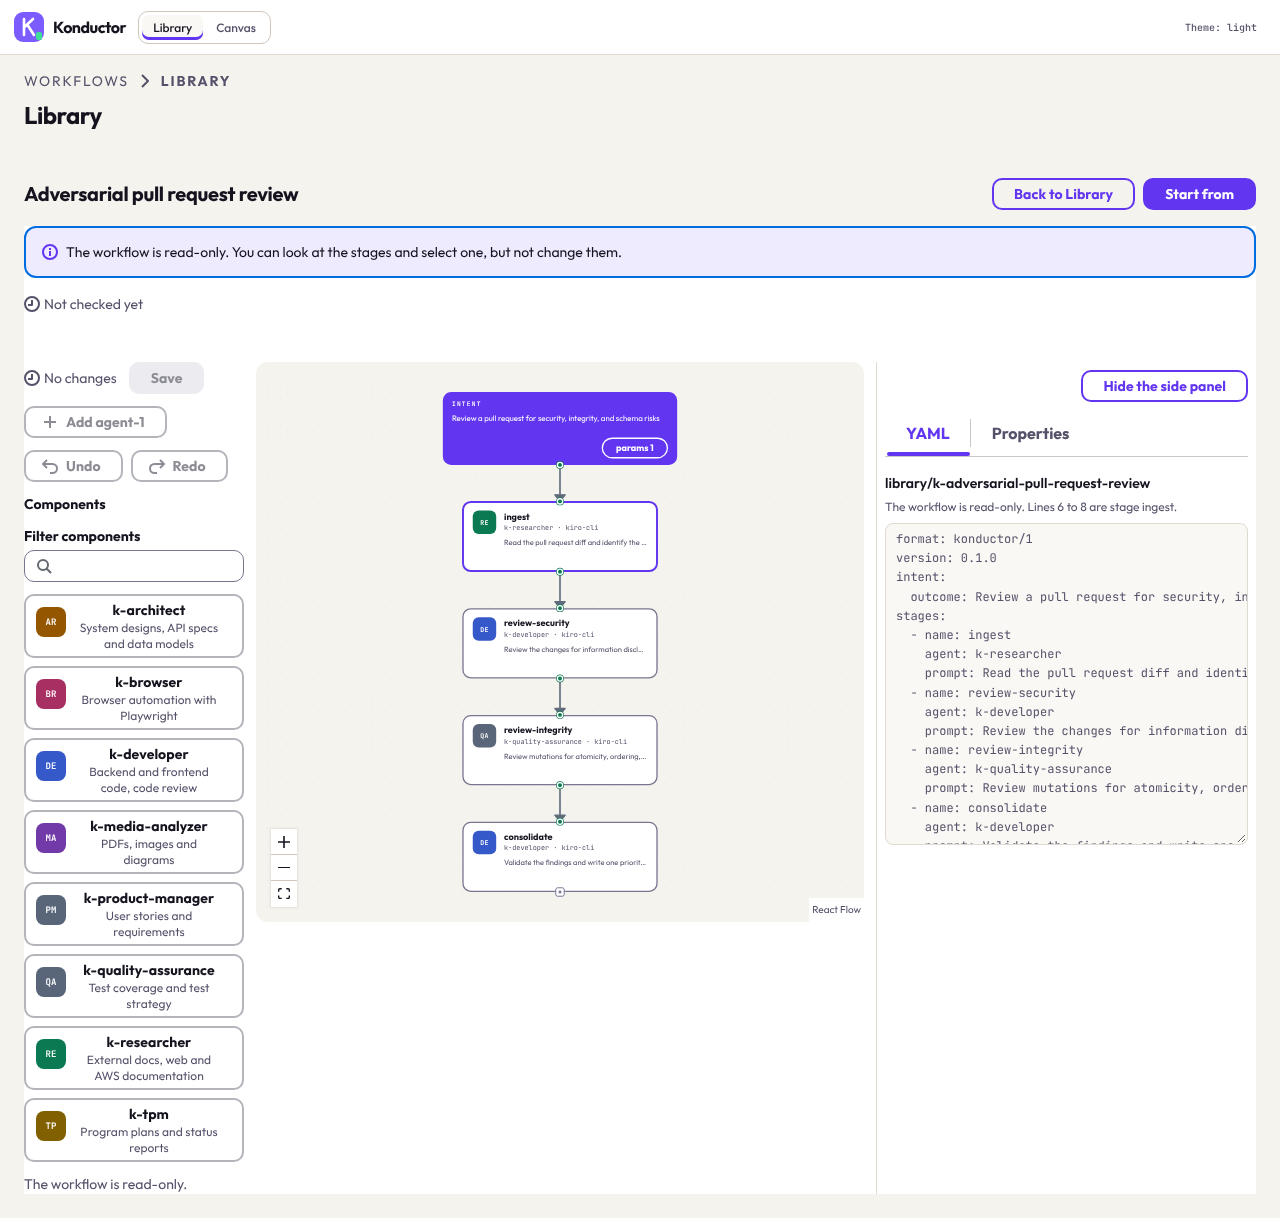 Konductor
Library
Canvas
Theme: light
WORKFLOWS
LIBRARY
Library
Adversarial pull request review
Back to Library
Start from
The workflow is read-only. You can look at the stages and select one, but not change them.
Not checked yet
No changes
Save
Add agent-1
Undo
Redo
Components
Filter components
AR
k-architect
System designs, API specs
and data models
BR
k-browser
Browser automation with
Playwright
DE
k-developer
Backend and frontend
code, code review
MA
k-media-analyzer
PDFs, images and
diagrams
PM
k-product-manager
User stories and
requirements
QA
k-quality-assurance
Test coverage and test
strategy
RE
k-researcher
External docs, web and
AWS documentation
TP
k-tpm
Program plans and status
reports
The workflow is read-only.
INTENT
Review a pull request for security, integrity, and schema risks
params 1
RE
ingest
k-researcher · kiro-cli
Read the pull request diff and identify the ...
DE
review-security
k-developer · kiro-cli
Review the changes for information discl...
QA
review-integrity
k-quality-assurance · kiro-cli
Review mutations for atomicity, ordering,...
DE
consolidate
k-developer · kiro-cli
Validate the findings and write one priorit...
React Flow
Hide the side panel
YAML
Properties
library/k-adversarial-pull-request-review
The workflow is read-only. Lines 6 to 8 are stage ingest.
format: konductor/1
version: 0.1.0
intent:
outcome: Review a pull request for security, in
stages:
- name: ingest
agent: k-researcher
prompt: Read the pull request diff and identi
- name: review-security
agent: k-developer
prompt: Review the changes for information di
- name: review-integrity
agent: k-quality-assurance
prompt: Review mutations for atomicity, order
- name: consolidate
agent: k-developer
prompt: Validate the findings and write one